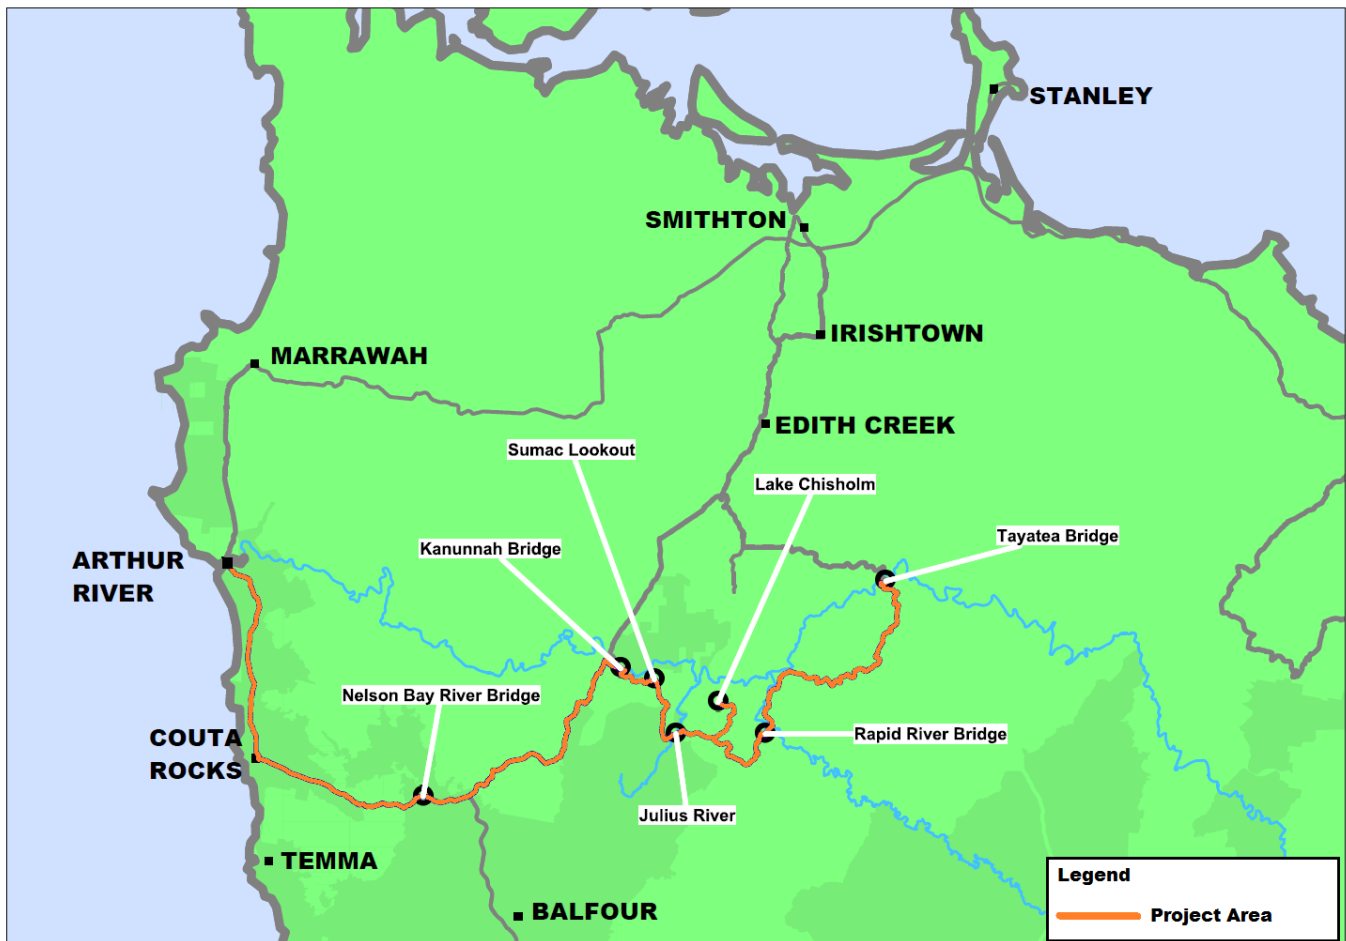 STANLEY
SMITHTON
IRISHTOWN
MARRAWAH
EDITH CREEK
Sumac Lookout
Lake Chisholm
Tayatea Bridge
Kanunnah Bridge
ARTHUR
RIVER
Nelson Bay River Bridge
Rapid River Bridge
COUTA
ROCKS
Julius River
TEMMA
BALFOUR
Legend
Project Area